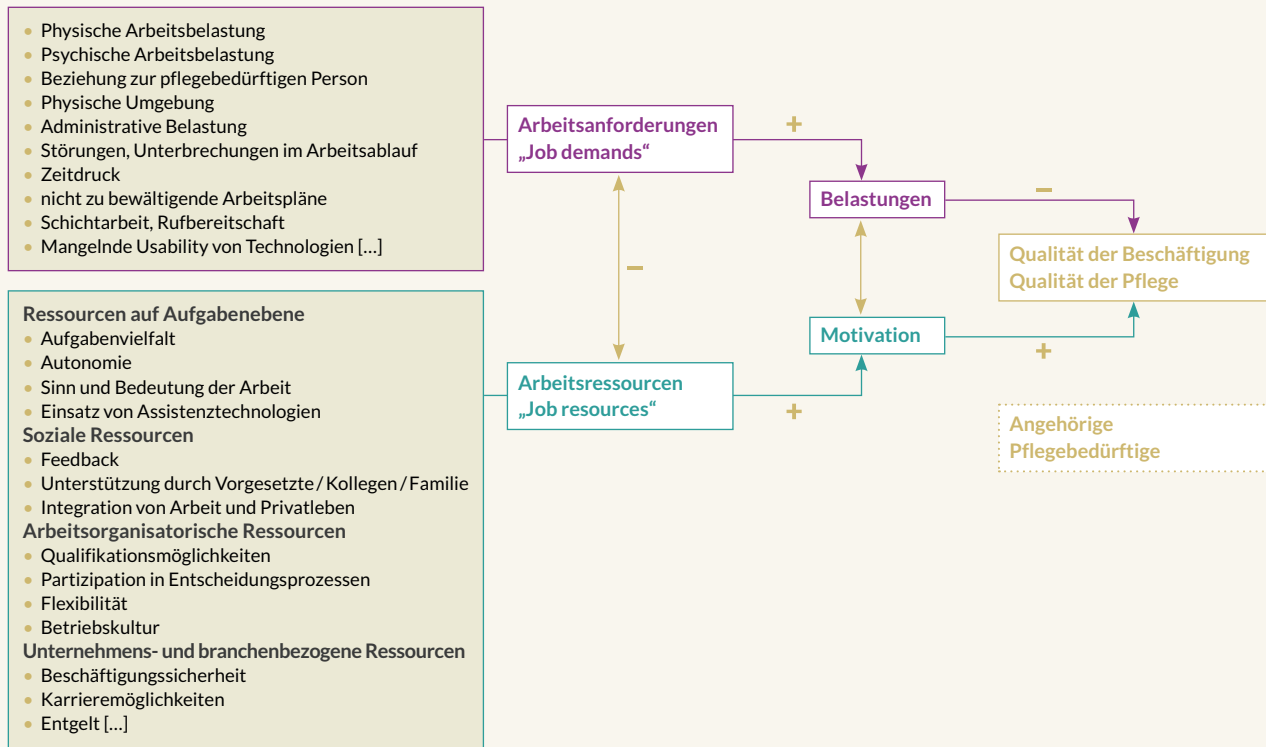 • Physische Arbeitsbelastung
• Psychische Arbeitsbelastung
• Beziehung zur pflegebedürftigen Person
• Physische Umgebung
• Administrative Belastung
• Störungen, Unterbrechungen im Arbeitsablauf
• Zeitdruck
• nicht zu bewältigende Arbeitspläne
• Schichtarbeit, Rufbereitschaft
• Mangelnde Usability von Technologien […]
Ressourcen auf Aufgabenebene
• Aufgabenvielfalt
• Autonomie
• Sinn und Bedeutung der Arbeit
• Einsatz von Assistenztechnologien
Soziale Ressourcen
• Feedback
• Unterstützung durch Vorgesetzte / Kollegen / Familie
• Integration von Arbeit und Privatleben
Arbeitsorganisatorische Ressourcen
• Qualifikationsmöglichkeiten
• Partizipation in Entscheidungsprozessen
• Flexibilität
• Betriebskultur
Unternehmens- und branchenbezogene Ressourcen
• Beschäftigungssicherheit
• Karrieremöglichkeiten
• Entgelt […]
Arbeitsanforderungen
„Job demands“
–
Arbeitsressourcen
„Job resources“
+
+
Belastungen
Motivation
–
+
Qualität der Beschäftigung
Qualität der Pflege
Angehörige
Pflegebedürftige